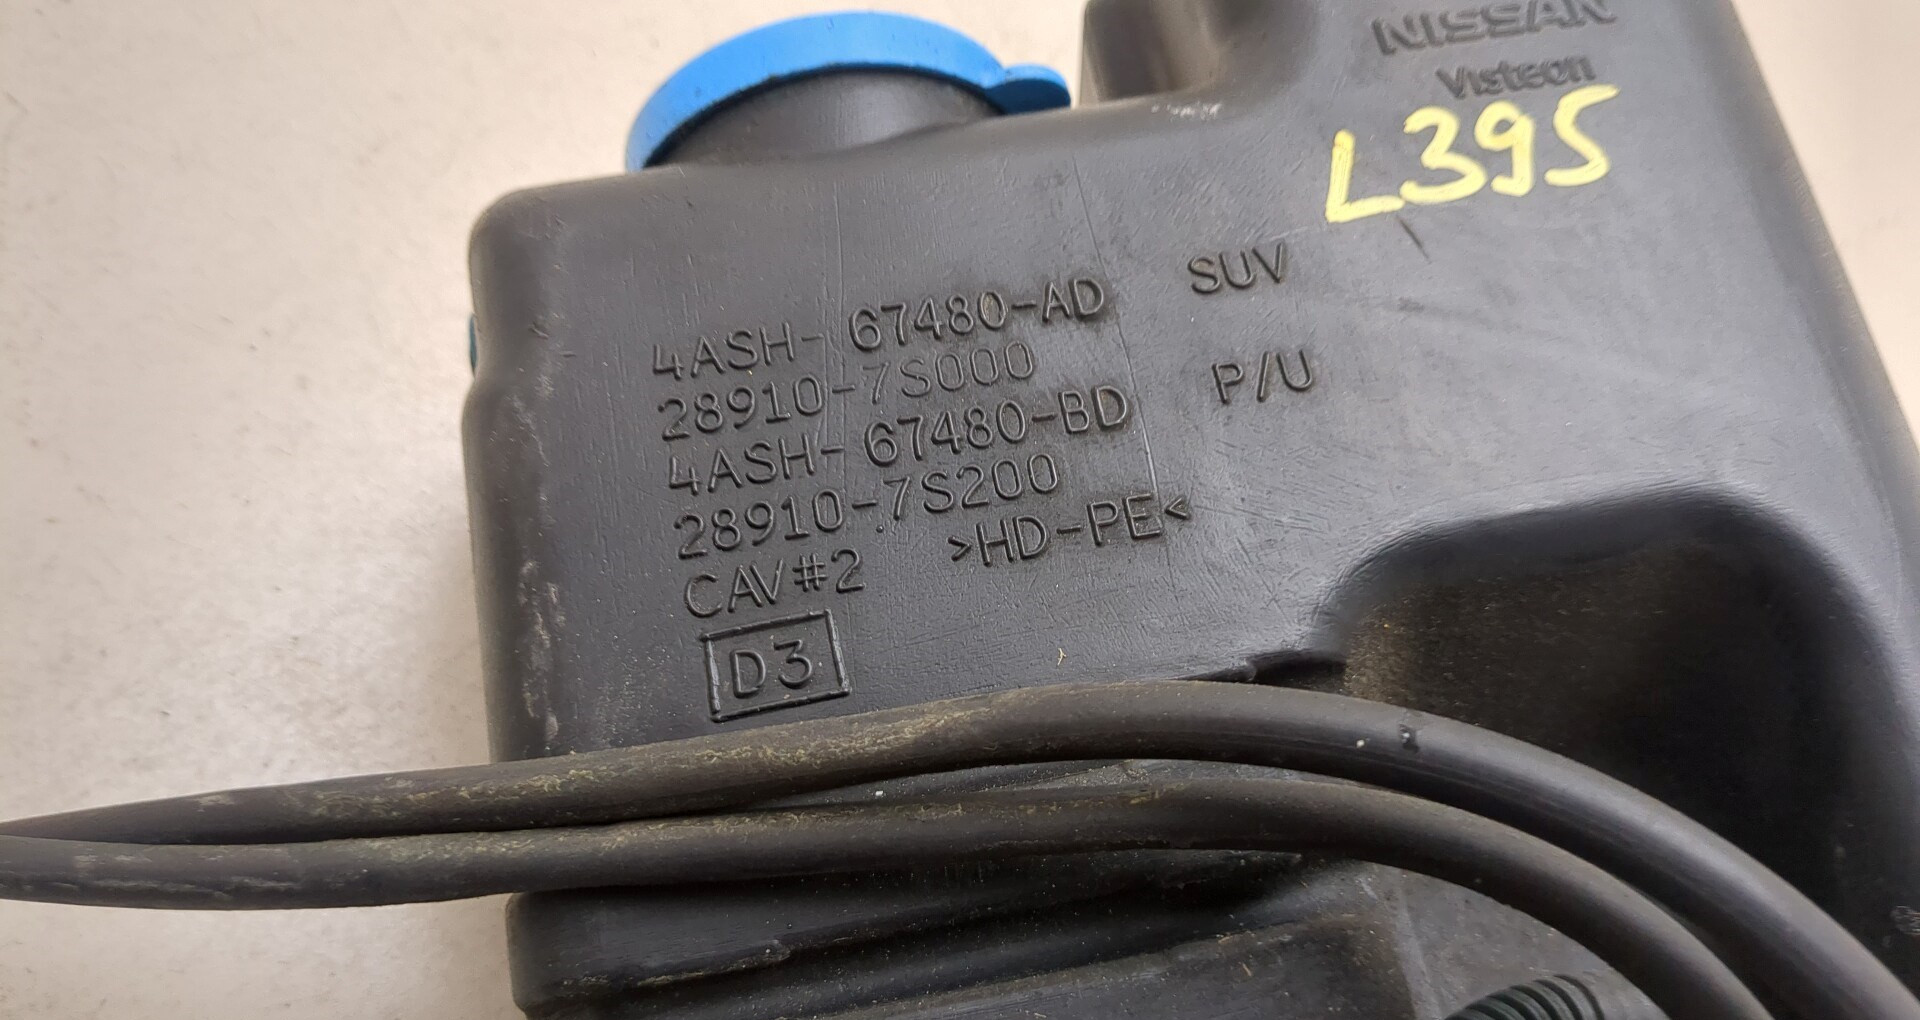 NISSAN
Visteon
L395
4ASH-67480-AD SUV
28910-7S000
4ASH-67480-BD P/U
28910-7S200
CAV#2 >HD-PE<
D3